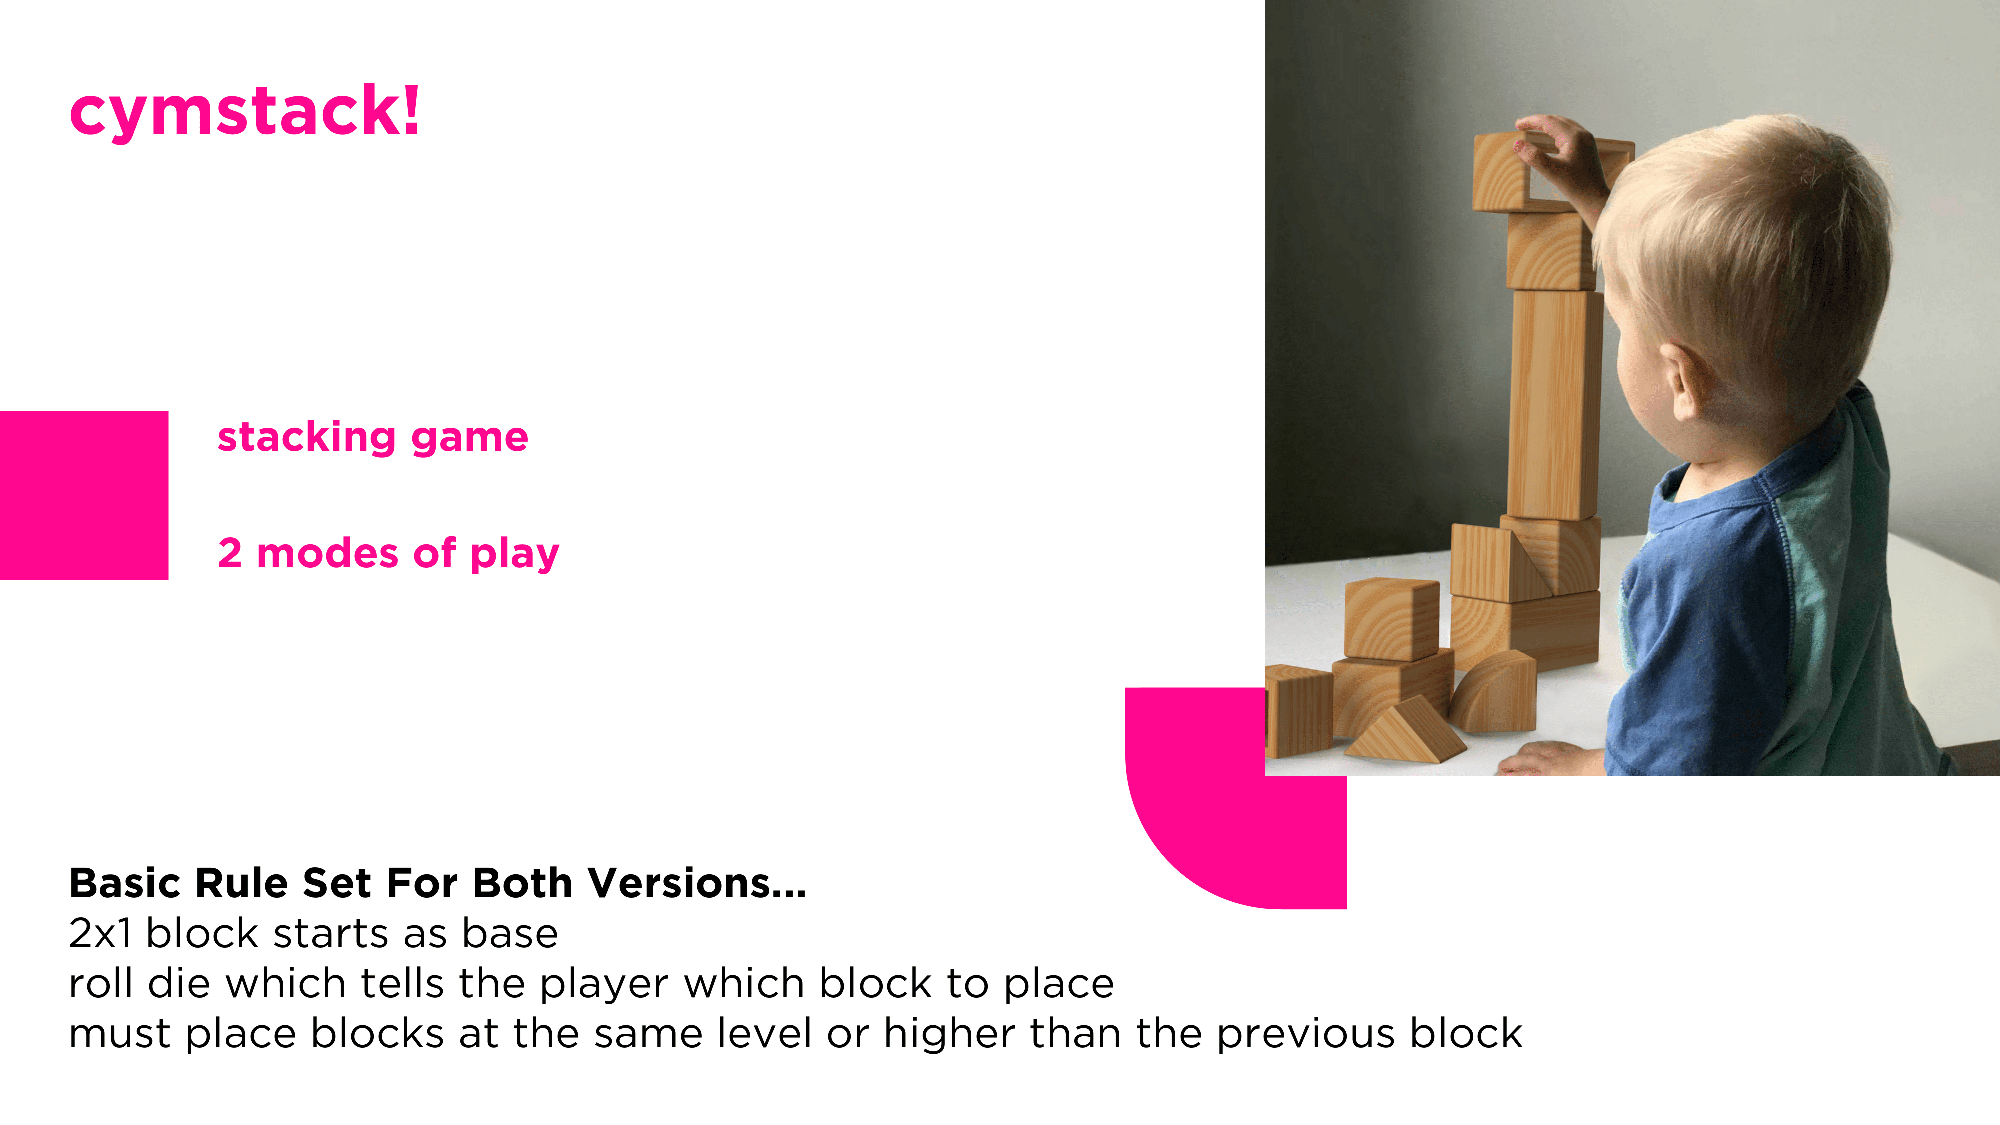 cymstack!
stacking game
2 modes of play
Basic Rule Set For Both Versions...
2x1 block starts as base
roll die which tells the player which block to place
must place blocks at the same level or higher than the previous block